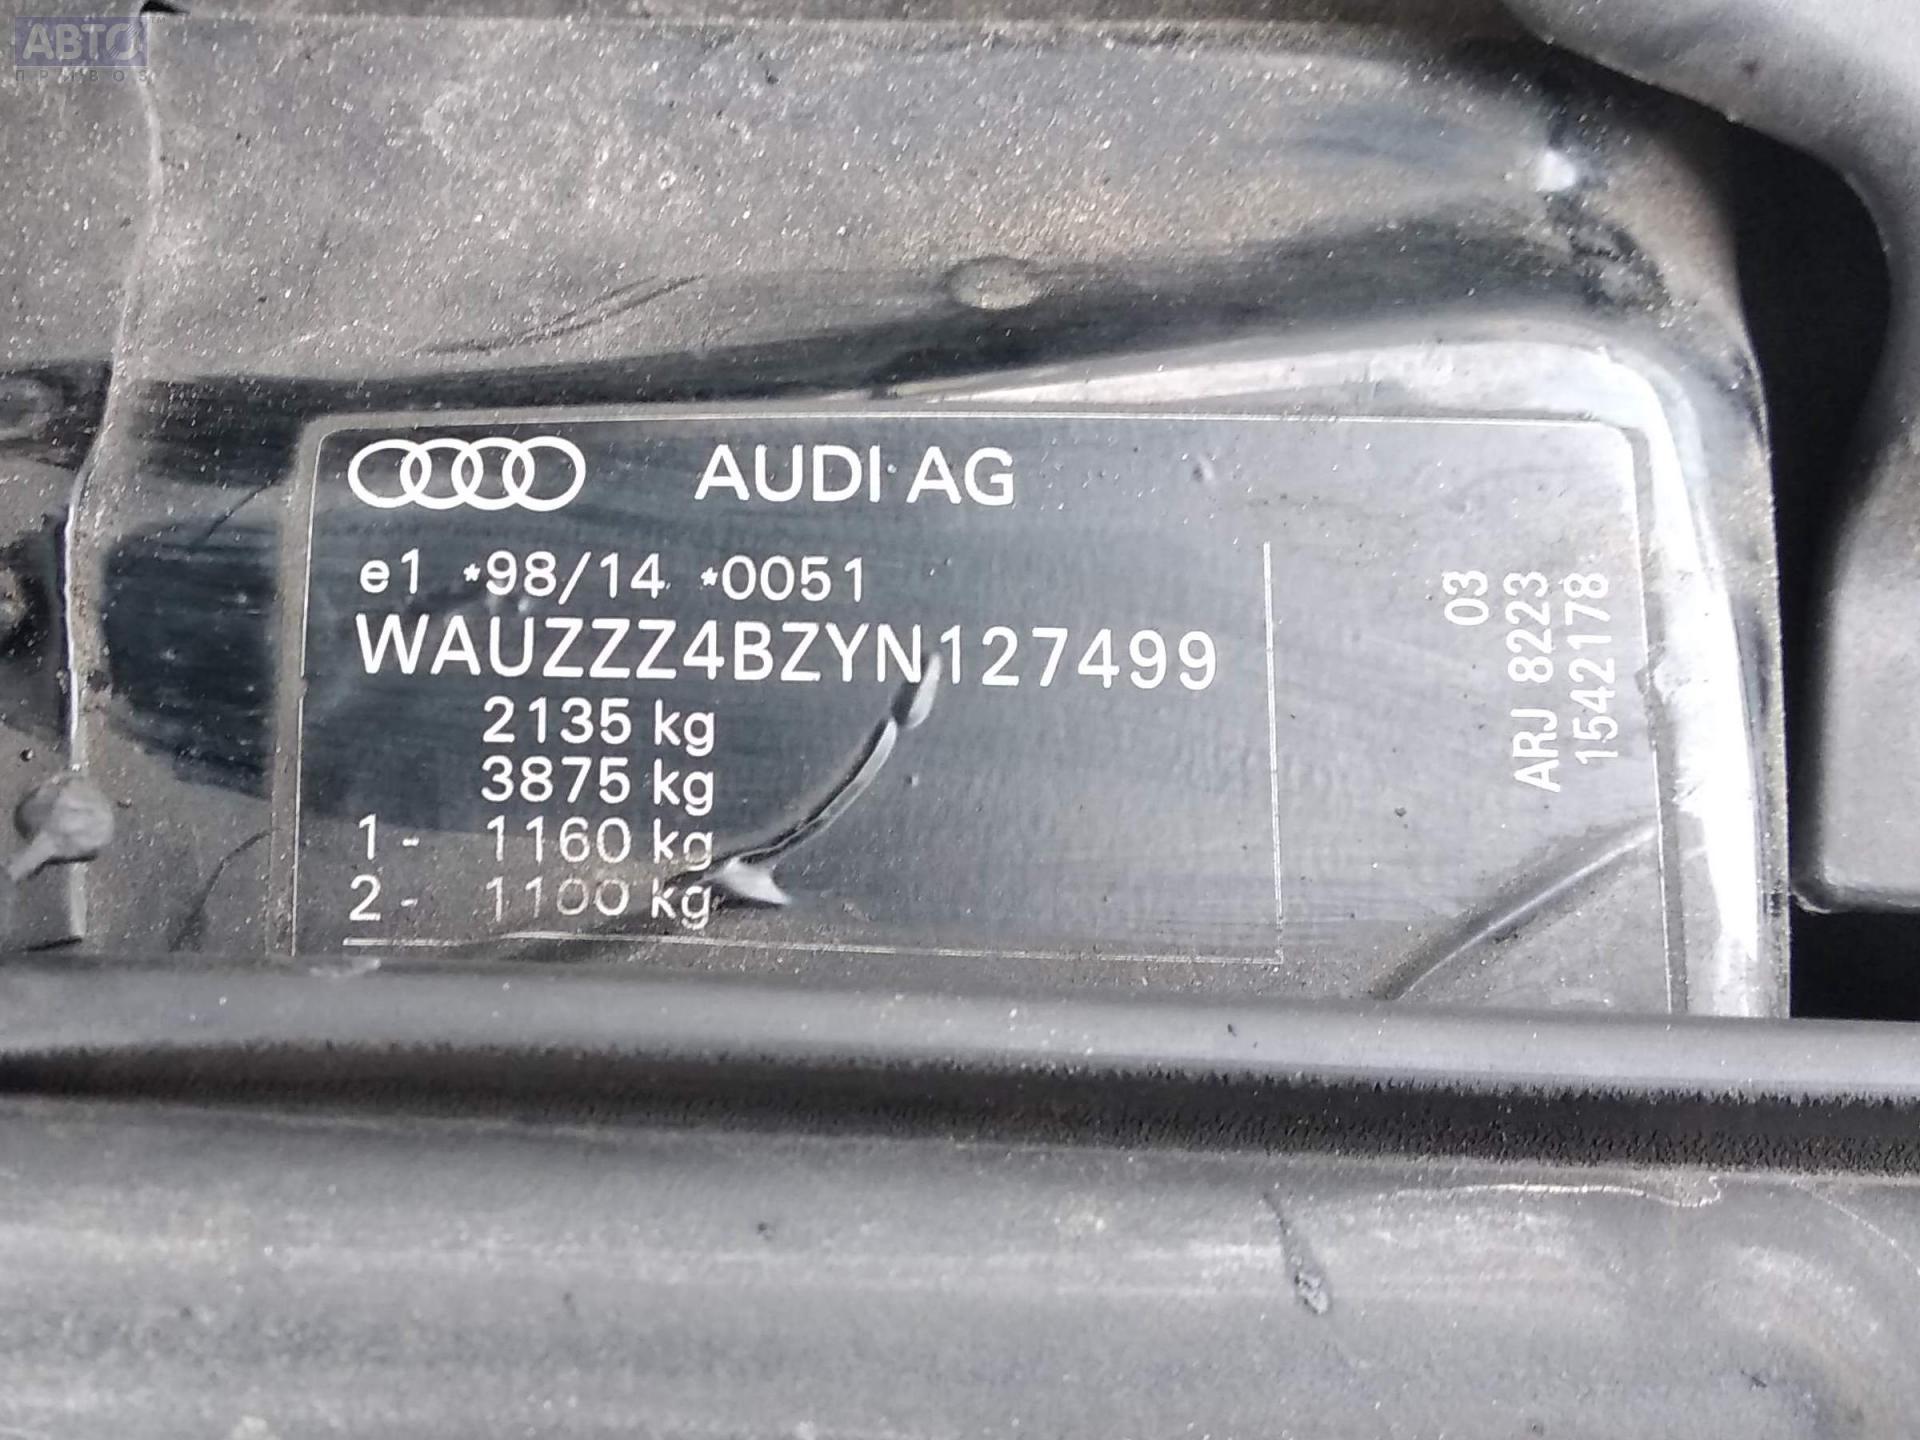 АВТО
ПРИВОЗ
AUDI AG
e1 *98/14 *0051
WAUZZZ4BZYN127499
2135 kg
3875 kg
1- 1160 kg
2- 1100 kg
03
ARJ 8223
1542178